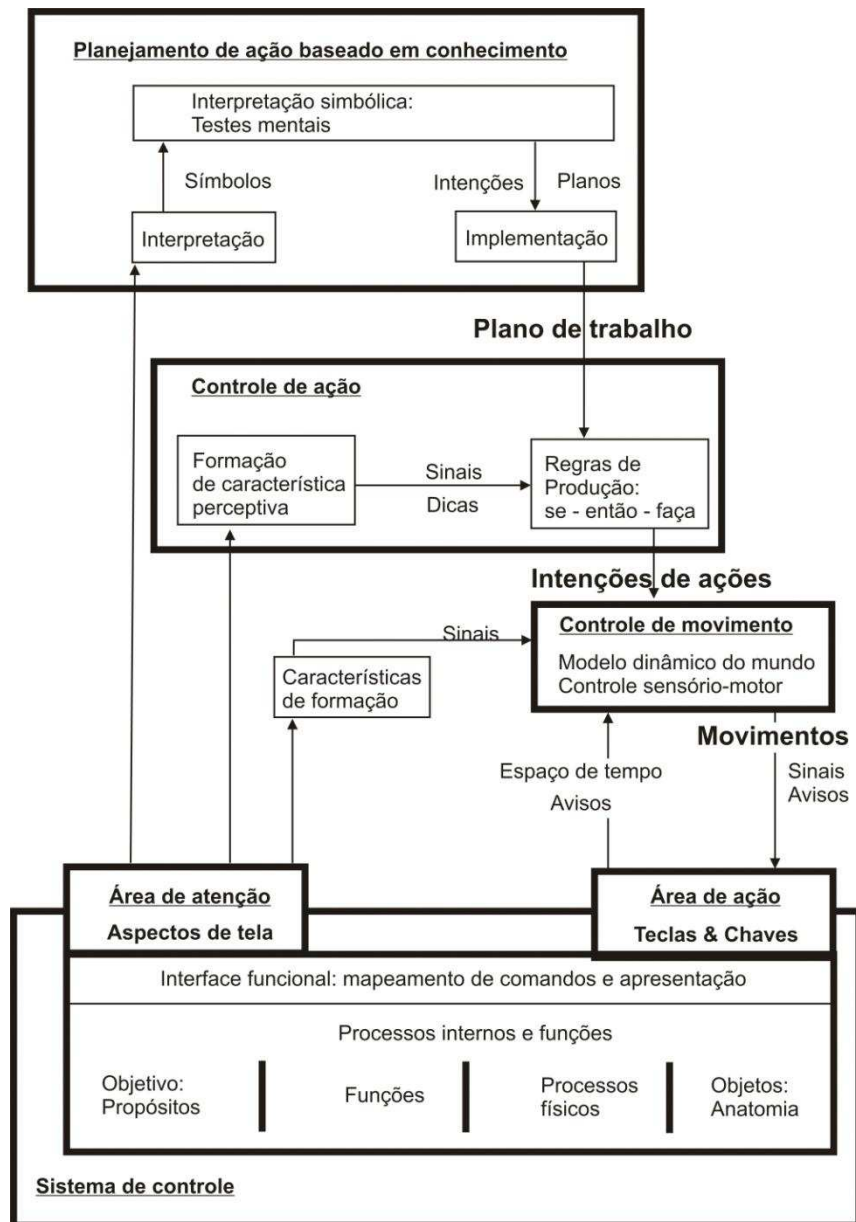 Planejamento de ação baseado em conhecimento
Interpretação simbólica:
Testes mentais
Símbolos
Intenções
Planos
Interpretação
Implementação
Plano de trabalho
Controle de ação
Formação
de característica
perceptiva
Sinais
Dicas
Regras de
Produção:
se - então - faça
Intenções de ações
Sinais
Controle de movimento
Modelo dinâmico do mundo
Controle sensório-motor
Características
de formação
Movimentos
Espaço de tempo
Avisos
Sinais
Avisos
Área de atenção
Aspectos de tela
Área de ação
Teclas & Chaves
Interface funcional: mapeamento de comandos e apresentação
Processos internos e funções
Objetivo:
Propósitos
Funções
Processos
físicos
Objetos:
Anatomia
Sistema de controle